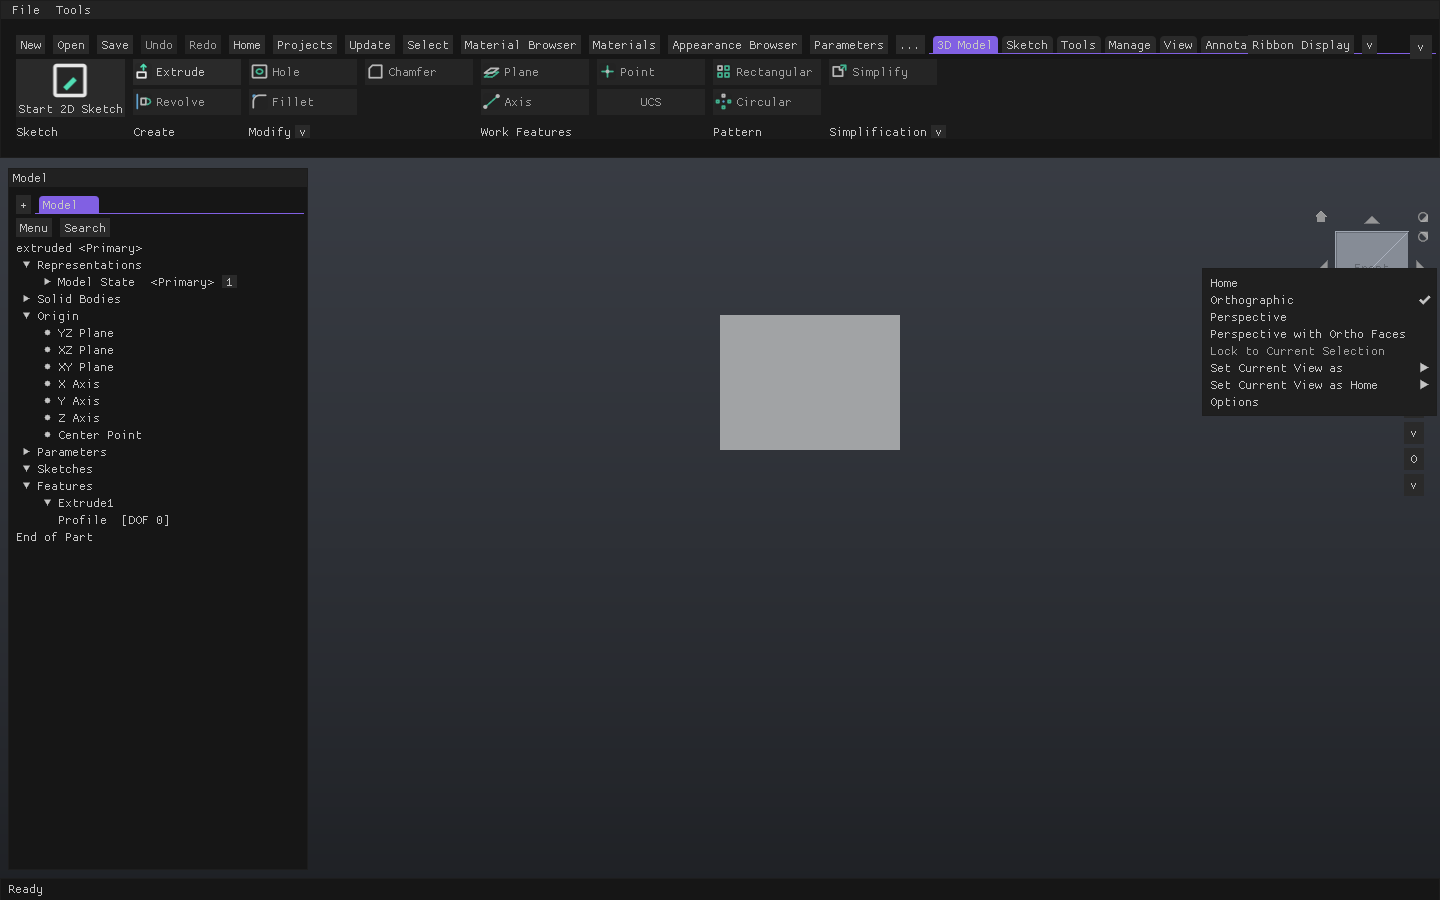 File Tools
New Open Save Undo Redo Home Projects Update Select Material Browser Materials Appearance Browser Parameters ... 3D Model Sketch Tools Manage View Annota Ribbon Display v v
Extrude Hole Chamfer Plane Point Rectangular Simplify
Start 2D Sketch Revolve Fillet Axis UCS Circular
Sketch Create Modify v Work Features Pattern Simplification v
Model
+ Model
Menu Search
extruded <Primary>
Representations
Model State <Primary> 1
Solid Bodies
Origin
YZ Plane
XZ Plane
XY Plane
X Axis
Y Axis
Z Axis
Center Point
Parameters
Sketches
Features
Extrude1
Profile [DOF 0]
End of Part
Front
Home
Orthographic
Perspective
Perspective with Ortho Faces
Lock to Current Selection
Set Current View as
Set Current View as Home
Options
v
O
v
Ready